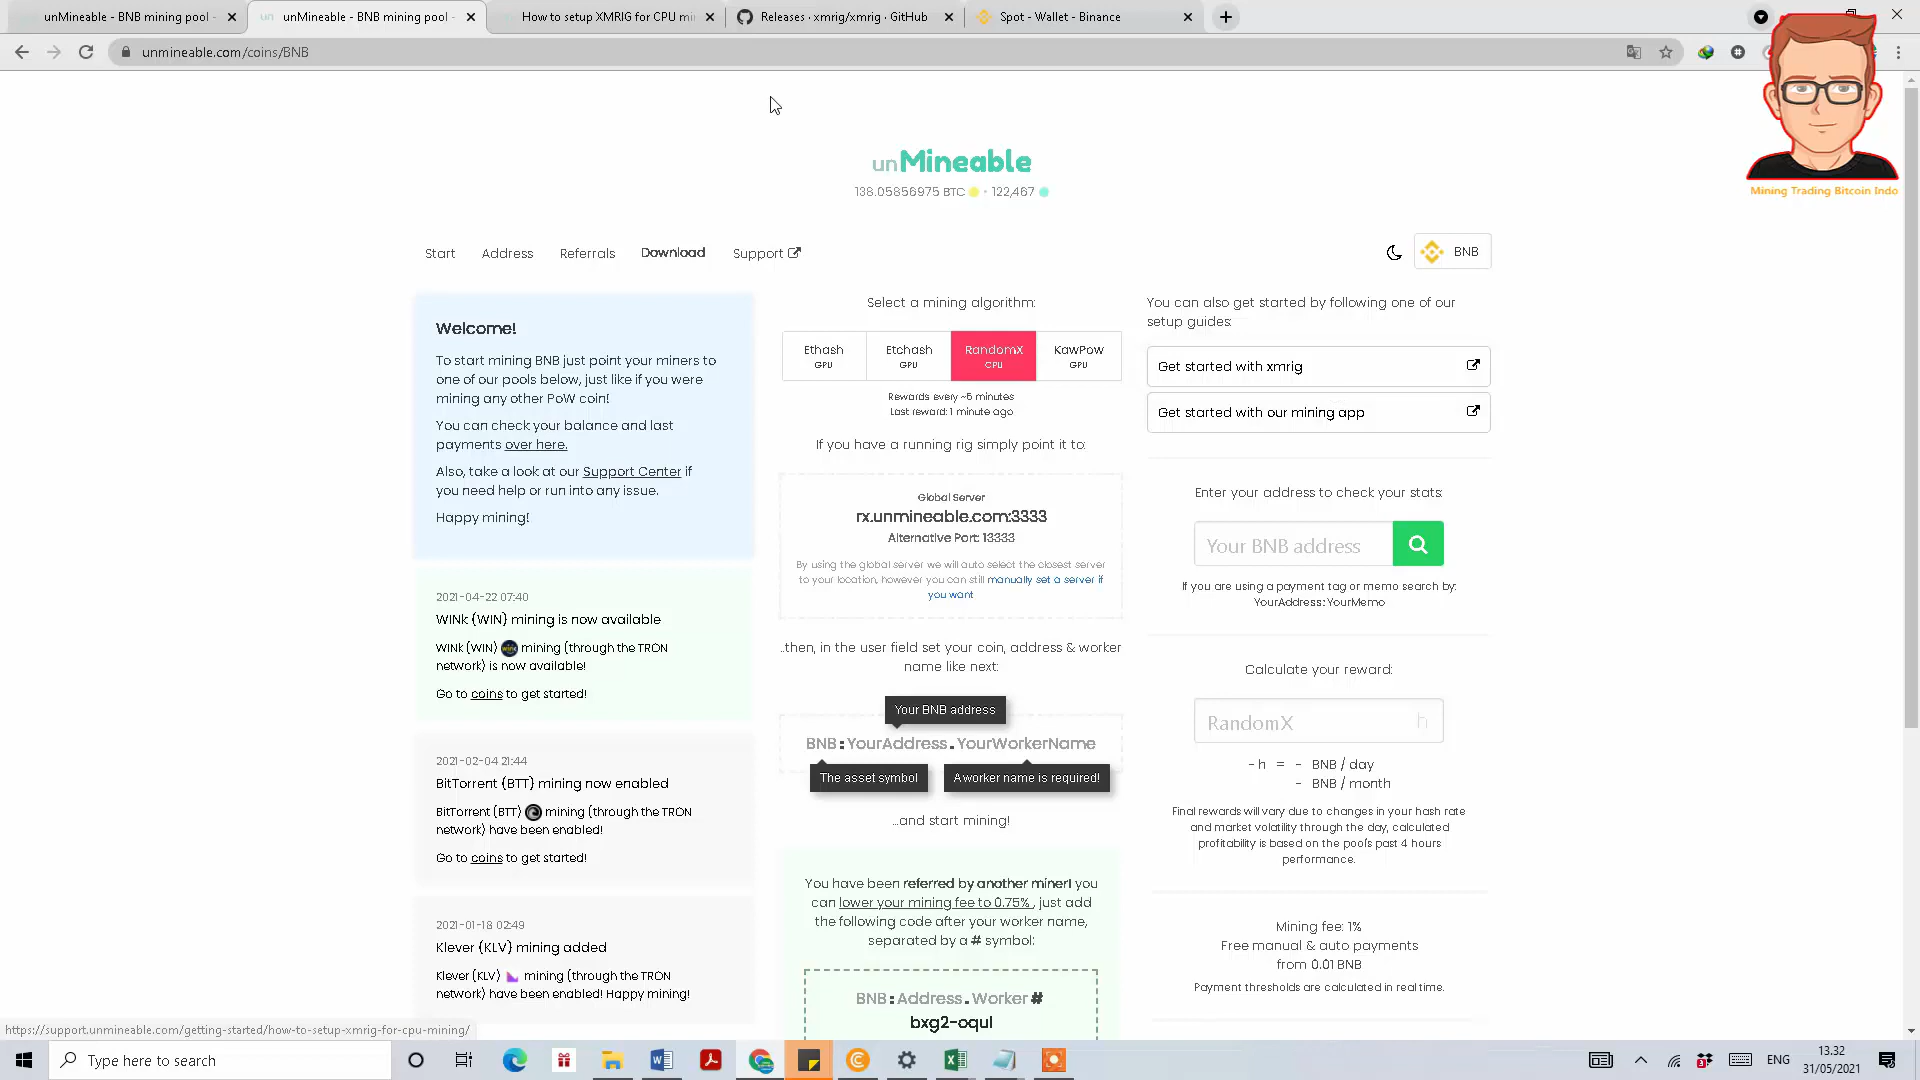 unMineable - BNB mining pool -
unMineable - BNB mining pool -
How to setup XMRIG for CPU mi
Releases · xmrig/xmrig · GitHub
Spot - Wallet - Binance
unmineable.com/coins/BNB
Mining Trading Bitcoin Indo
unMineable
138.05856975 BTC • 122,467
Start
Address
Referrals
Download
Support
BNB
Welcome!
To start mining BNB just point your miners to
one of our pools below, just like if you were
mining any other PoW coin!
You can check your balance and last
payments over here.
Also, take a look at our Support Center if
you need help or run into any issue.
Happy mining!
2021-04-22 07:40
WINk (WIN) mining is now available
WINk (WIN) mining (through the TRON
network) is now available!
Go to coins to get started!
2021-02-04 21:44
BitTorrent (BTT) mining now enabled
BitTorrent (BTT) mining (through the TRON
network) have been enabled!
Go to coins to get started!
2021-01-18 02:49
Klever (KLV) mining added
Klever (KLV) mining (through the TRON
network) have been enabled! Happy mining!
Select a mining algorithm:
Ethash
GPU
Etchash
GPU
RandomX
CPU
KawPow
GPU
Rewards every ~5 minutes
Last reward: 1 minute ago
If you have a running rig simply point it to:
Global Server
rx.unmineable.com:3333
Alternative Port: 13333
By using the global server we will auto select the closest server
to your location, however you can still manually set a server if
you want
..then, in the user field set your coin, address & worker
name like next:
Your BNB address
BNB:YourAddress.YourWorkerName
The asset symbol
A worker name is required!
...and start mining!
You have been referred by another miner! you
can lower your mining fee to 0.75% , just add
the following code after your worker name,
separated by a # symbol:
BNB:Address.Worker#
bxg2-oqul
You can also get started by following one of our
setup guides:
Get started with xmrig
Get started with our mining app
Enter your address to check your stats:
Your BNB address
If you are using a payment tag or memo search by:
YourAddress:YourMemo
Calculate your reward:
RandomX
h
- h = - BNB / day
- BNB / month
Final rewards will vary due to changes in your hash rate
and market volatility through the day, calculated
profitability is based on the pool's past 4 hours
performance.
Mining fee: 1%
Free manual & auto payments
from 0.01 BNB
Payment thresholds are calculated in real time.
https://support.unmineable.com/getting-started/how-to-setup-xmrig-for-cpu-mining/
Type here to search
ENG
13.32
31/05/2021